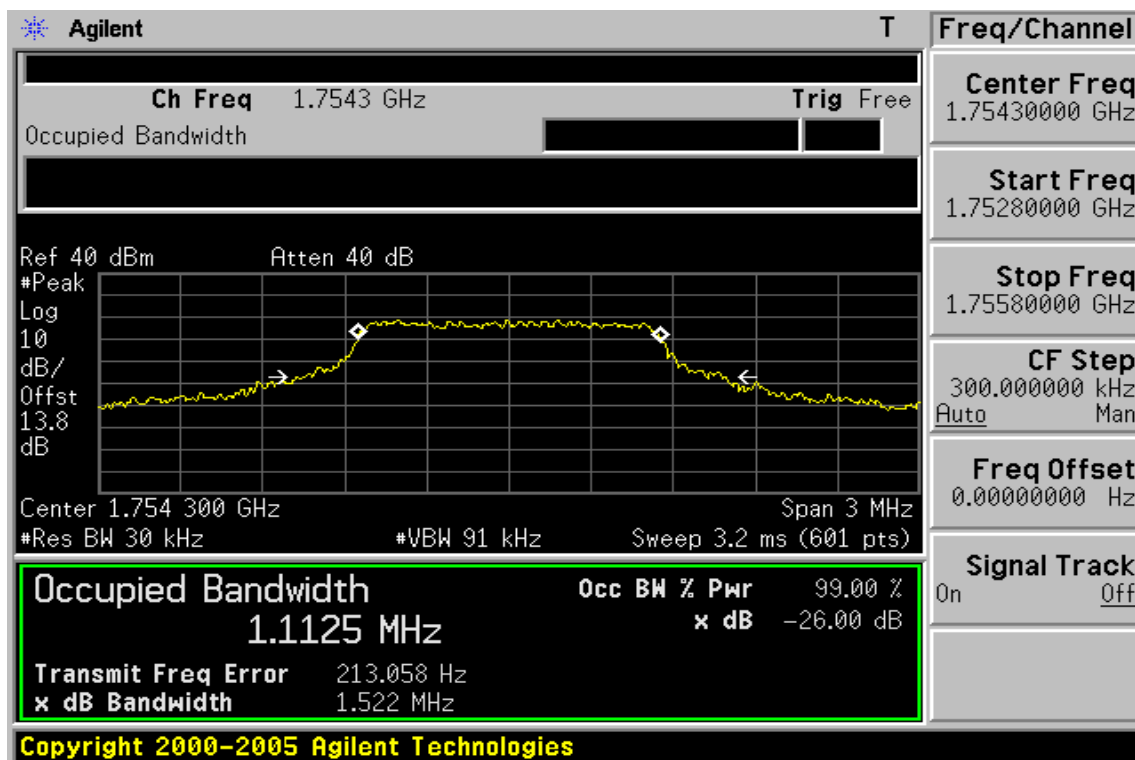 Agilent T
Freq/Channel
Ch Freq 1.7543 GHz Trig Free
Occupied Bandwidth
Center Freq
1.75430000 GHz
Start Freq
1.75280000 GHz
Stop Freq
1.75580000 GHz
CF Step
300.000000 kHz
Auto Man
Freq Offset
0.00000000 Hz
Signal Track
On Off
Ref 40 dBm Atten 40 dB
#Peak
Log
10
dB/
Offst
13.8
dB
Center 1.754 300 GHz Span 3 MHz
#Res BW 30 kHz #VBW 91 kHz Sweep 3.2 ms (601 pts)
Occupied Bandwidth Occ BW % Pwr 99.00 %
1.1125 MHz x dB -26.00 dB
Transmit Freq Error 213.058 Hz
x dB Bandwidth 1.522 MHz
Copyright 2000-2005 Agilent Technologies